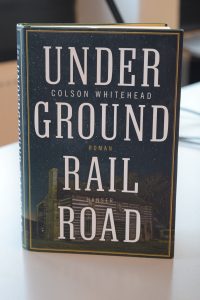 UNDER
COLSON WHITEHEAD
GROUND
ROMAN
RAIL
HANSER
ROAD